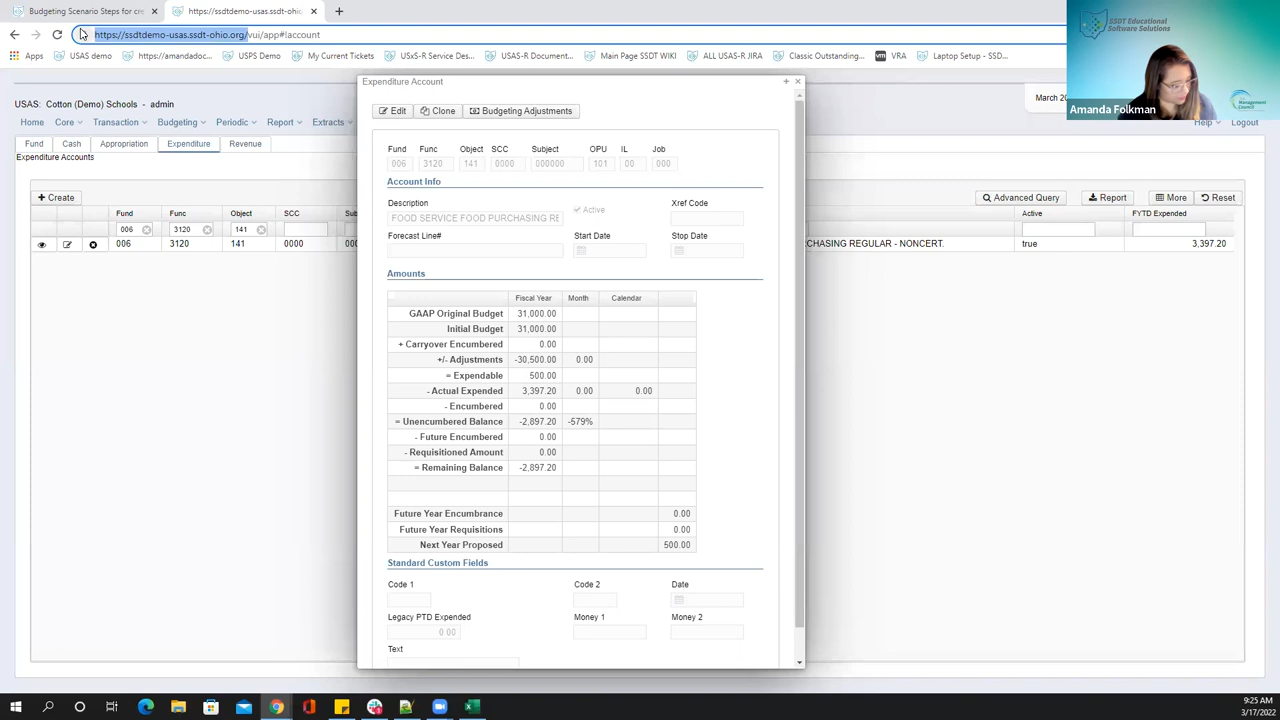 Budgeting Scenario Steps for cre
https://ssdtdemo-usas.ssdt-ohio
https://ssdtdemo-usas.ssdt-ohio.org/vui/app#!account
Apps USAS demo https://amandadoc... USPS Demo My Current Tickets USxS-R Service Des... USAS-R Document... Main Page SSDT WIKI ALL USAS-R JIRA Classic Outstanding... VRA Laptop Setup - SSD...
SSDT Educational
Software Solutions
Management
Council
Amanda Folkman
USAS: Cotton (Demo) Schools - admin
March 20
Home Core Transaction Budgeting Periodic Report Extracts
Help Logout
Fund Cash Appropriation Expenditure Revenue
Expenditure Accounts
Create
Advanced Query Report More Reset
Fund Func Object SCC Su Active FYTD Expended
006 3120 141
006 3120 141 0000 000 CHASING REGULAR - NONCERT. true 3,397.20
Expenditure Account
Edit Clone Budgeting Adjustments
Fund Func Object SCC Subject OPU IL Job
006 3120 141 0000 000000 101 00 000
Account Info
Description Active Xref Code
FOOD SERVICE FOOD PURCHASING RE
Forecast Line# Start Date Stop Date
Amounts
Fiscal Year Month Calendar
GAAP Original Budget 31,000.00
Initial Budget 31,000.00
+ Carryover Encumbered 0.00
+/- Adjustments -30,500.00 0.00
= Expendable 500.00
- Actual Expended 3,397.20 0.00 0.00
- Encumbered 0.00
= Unencumbered Balance -2,897.20 -579%
- Future Encumbered 0.00
- Requisitioned Amount 0.00
= Remaining Balance -2,897.20
Future Year Encumbrance 0.00
Future Year Requisitions 0.00
Next Year Proposed 500.00
Standard Custom Fields
Code 1 Code 2 Date
Legacy PTD Expended Money 1 Money 2
0.00
Text
9:25 AM
3/17/2022